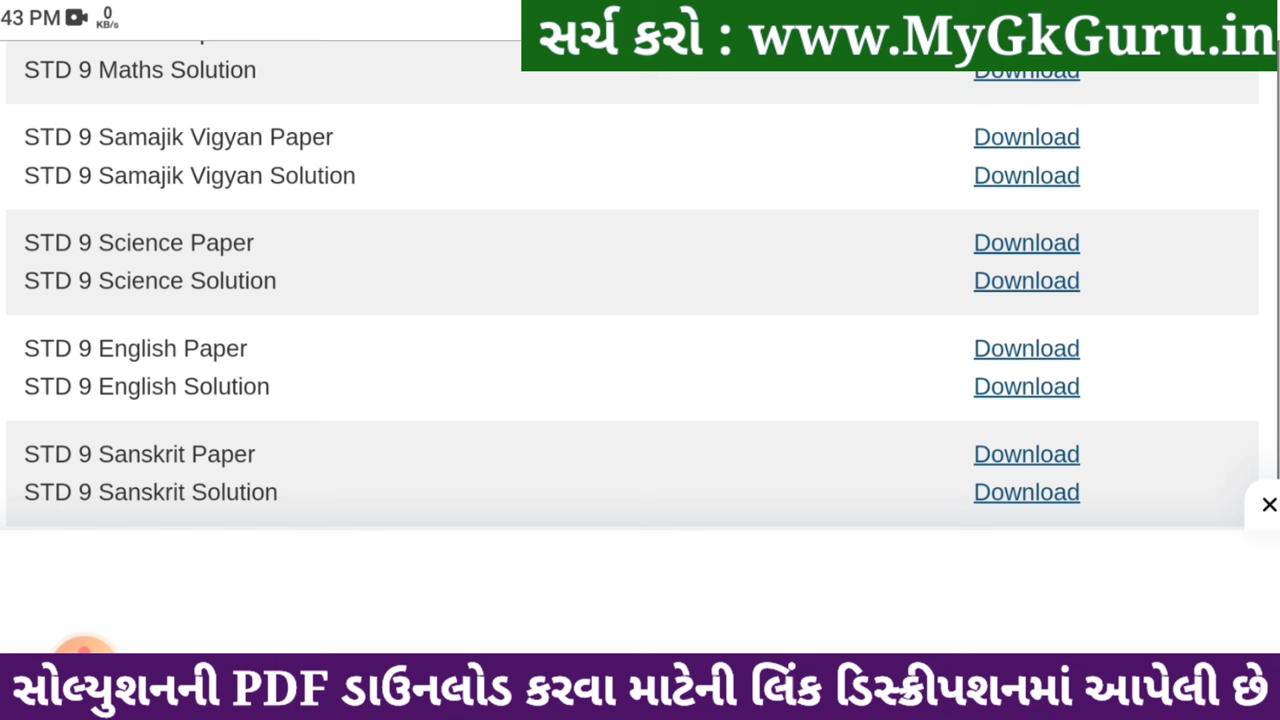 43 PM 0 KB/s
સર્ચ કરો : www.MyGkGuru.in
STD 9 Maths Solution Download
STD 9 Samajik Vigyan Paper Download
STD 9 Samajik Vigyan Solution Download
STD 9 Science Paper Download
STD 9 Science Solution Download
STD 9 English Paper Download
STD 9 English Solution Download
STD 9 Sanskrit Paper Download
STD 9 Sanskrit Solution Download
સોલ્યુશનની PDF ડાઉનલોડ કરવા માટેની લિંક ડિસ્ક્રીપશનમાં આપેલી છે